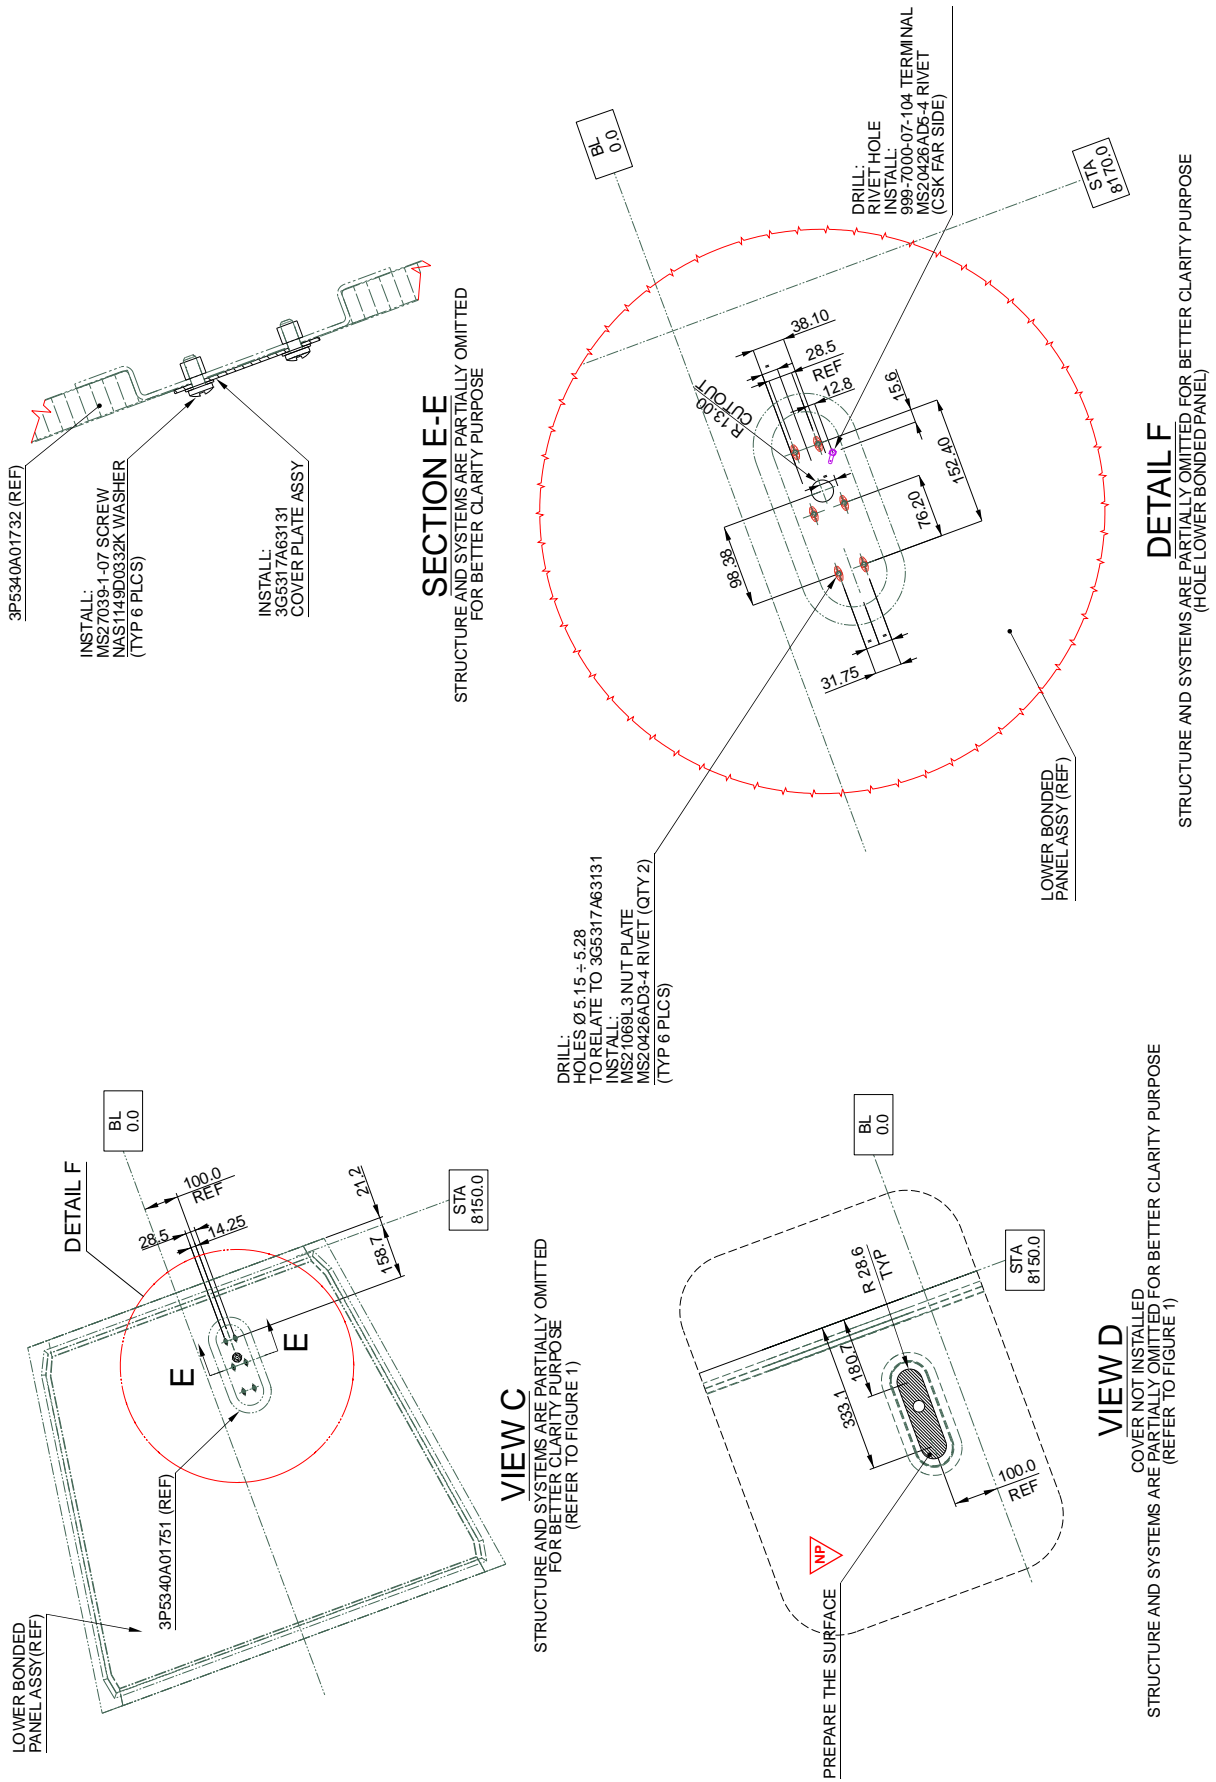 3P5340A01732 (REF)
INSTALL:
MS27039-1-07 SCREW
NAS1149D0332K WASHER
(TYP 6 PLCS)
INSTALL:
3G5317A63131
COVER PLATE ASSY
SECTION E-E
STRUCTURE AND SYSTEMS ARE PARTIALLY OMITTED
FOR BETTER CLARITY PURPOSE
BL
0.0
STA
8170.0
DRILL:
RIVET HOLE
INSTALL:
999-7000-07-104 TERMINAL
MS20426AD5-4 RIVET
(CSK FAR SIDE)
38.10
28.5
REF
12.8
R 13.00
CUTOUT
15.6
152.40
76.20
98.38
31.75
DRILL:
HOLES Ø 5.15 ÷ 5.28
TO RELATE TO 3G5317A63131
INSTALL:
MS21069L3 NUT PLATE
MS20426AD3-4 RIVET (QTY 2)
(TYP 6 PLCS)
LOWER BONDED
PANEL ASSY (REF)
DETAIL F
STRUCTURE AND SYSTEMS ARE PARTIALLY OMITTED FOR BETTER CLARITY PURPOSE
(HOLE LOWER BONDED PANEL)
LOWER BONDED
PANEL ASSY(REF)
3P5340A01751 (REF)
DETAIL F
BL
0.0
100.0
REF
28.5
14.25
21.2
158.7
STA
8150.0
E
E
VIEW C
STRUCTURE AND SYSTEMS ARE PARTIALLY OMITTED
FOR BETTER CLARITY PURPOSE
(REFER TO FIGURE 1)
PREPARE THE SURFACE
NP
BL
0.0
STA
8150.0
R 28.6
TYP
180.7
333.1
100.0
REF
VIEW D
COVER NOT INSTALLED
STRUCTURE AND SYSTEMS ARE PARTIALLY OMITTED FOR BETTER CLARITY PURPOSE
(REFER TO FIGURE 1)